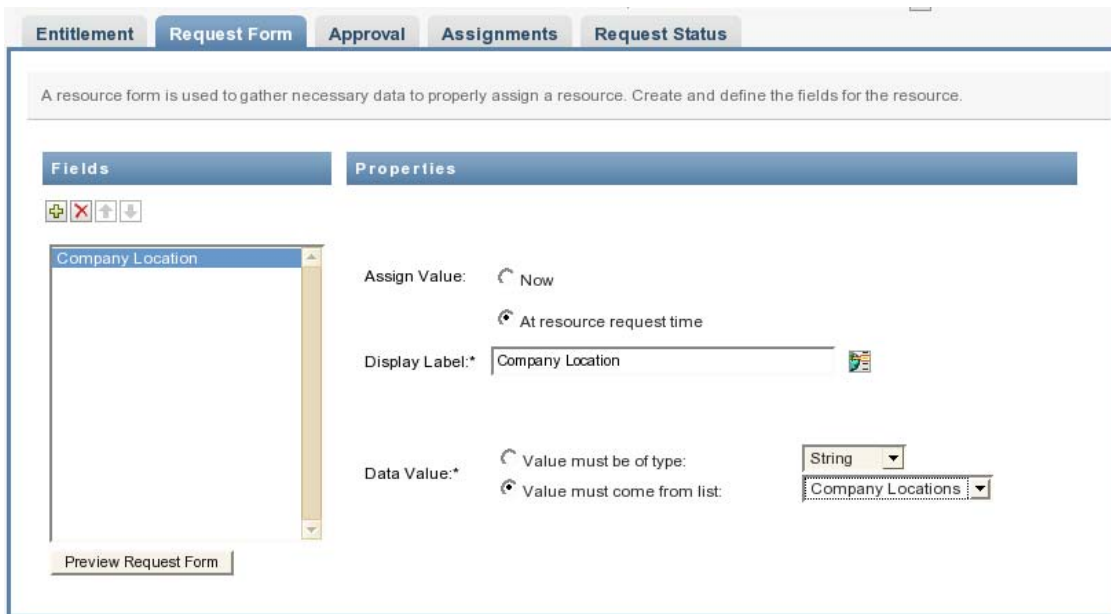 Entitlement Request Form Approval Assignments Request Status
A resource form is used to gather necessary data to properly assign a resource. Create and define the fields for the resource.
Fields
Properties
Company Location
Assign Value: Now
At resource request time
Display Label:* Company Location
Data Value:* Value must be of type: String
Value must come from list: Company Locations
Preview Request Form